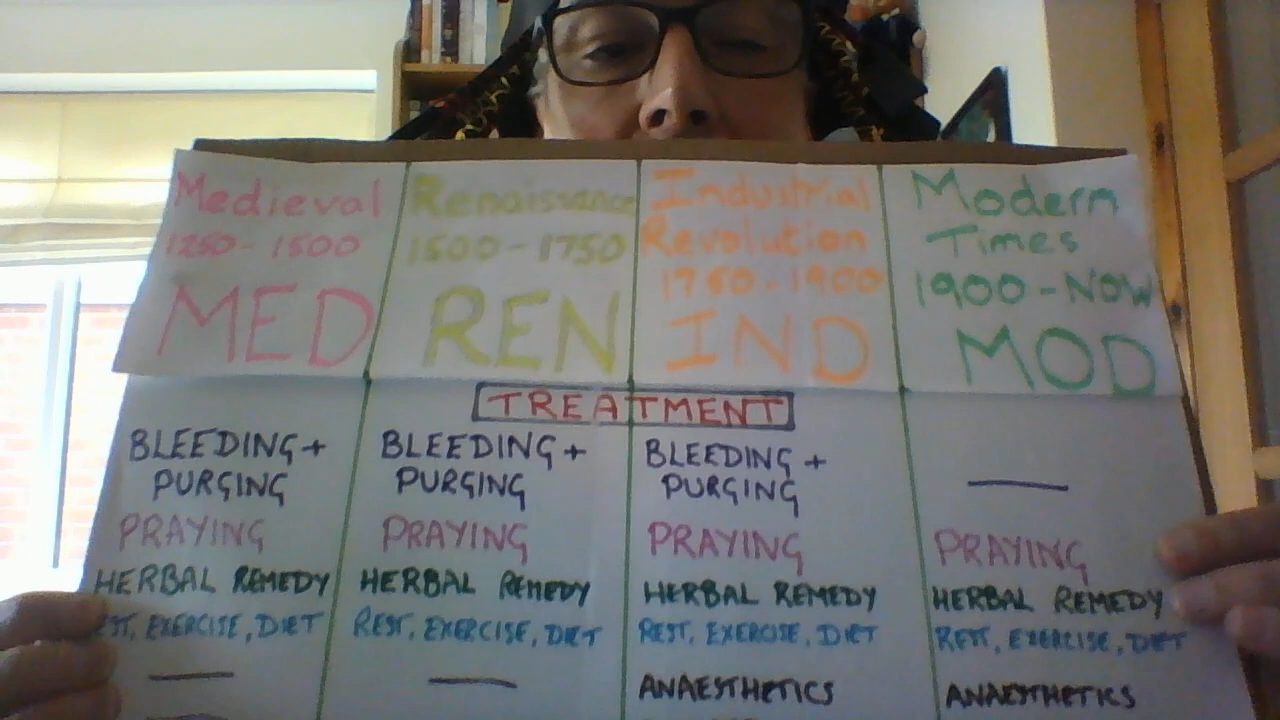 Medieval
1250-1500
MED
Renaissance
1500-1750
REN
Industrial
Revolution
1750-1900
IND
Modern
Times
1900-NOW
MOD
TREATMENT
BLEEDING +
PURGING
PRAYING
HERBAL REMEDY
REST, EXERCISE, DIET
BLEEDING +
PURGING
PRAYING
HERBAL REMEDY
REST, EXERCISE, DIET
BLEEDING +
PURGING
PRAYING
HERBAL REMEDY
REST, EXERCISE, DIET
ANAESTHETICS
PRAYING
HERBAL REMEDY
REST, EXERCISE, DIET
ANAESTHETICS